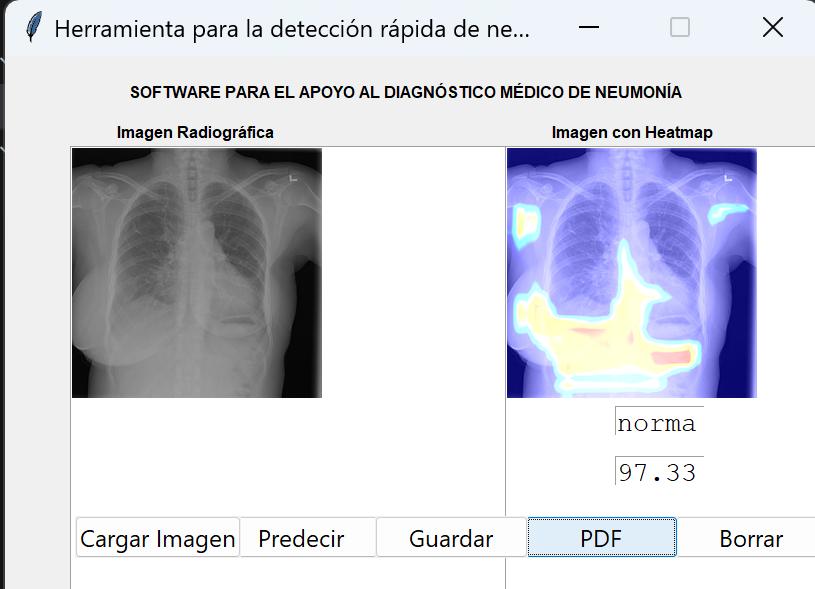 Herramienta para la detección rápida de ne...
SOFTWARE PARA EL APOYO AL DIAGNÓSTICO MÉDICO DE NEUMONÍA
Imagen Radiográfica Imagen con Heatmap
L L
norma
97.33
Cargar Imagen Predecir Guardar PDF Borrar